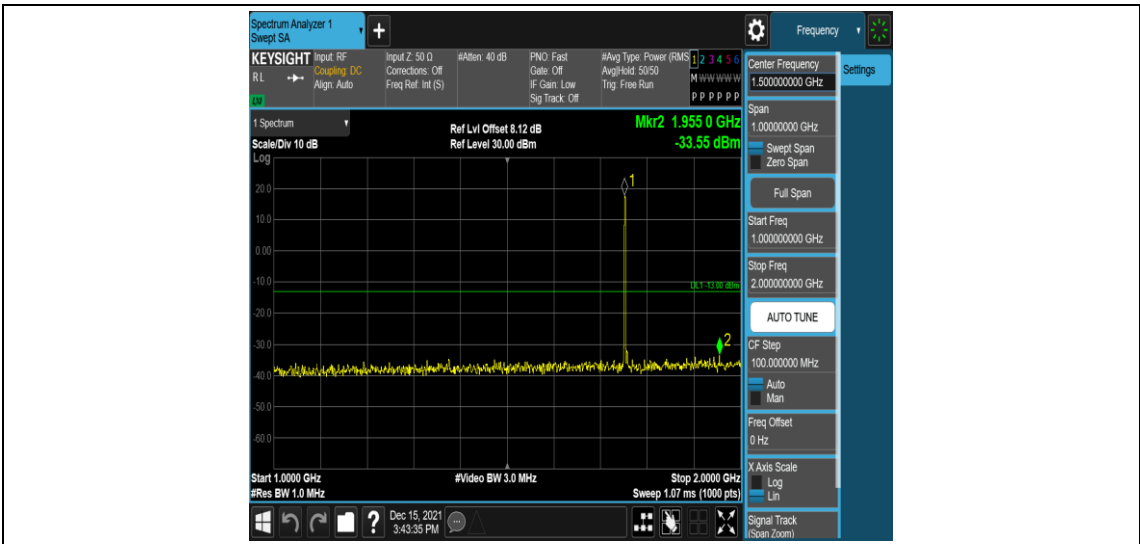 Spectrum Analyzer 1
Swept SA
Frequency
KEYSIGHT
RL
Input: RF
Coupling: DC
Align: Auto
Input Z: 50 Ω
Corrections: Off
Freq Ref: Int (S)
#Atten: 40 dB
PNO: Fast
Gate: Off
IF Gain: Low
Sig Track: Off
#Avg Type: Power (RMS
Avg|Hold: 50/50
Trig: Free Run
1 2 3 4 5 6
M W W W W W
P P P P P P
1 Spectrum
Scale/Div 10 dB
Log
Ref Lvl Offset 8.12 dB
Ref Level 30.00 dBm
Mkr2 1.955 0 GHz
-33.55 dBm
1
20.0
10.0
0.00
-10.0
DL1 -13.00 dBm
-20.0
-30.0
2
-40.0
-50.0
-60.0
Start 1.0000 GHz
#Res BW 1.0 MHz
#Video BW 3.0 MHz
Stop 2.0000 GHz
Sweep 1.07 ms (1000 pts)
?
Dec 15, 2021
3:43:35 PM
Center Frequency
1.500000000 GHz
Settings
Span
1.00000000 GHz
Swept Span
Zero Span
Full Span
Start Freq
1.000000000 GHz
Stop Freq
2.000000000 GHz
AUTO TUNE
CF Step
100.000000 MHz
Auto
Man
Freq Offset
0 Hz
X Axis Scale
Log
Lin
Signal Track
(Span Zoom)